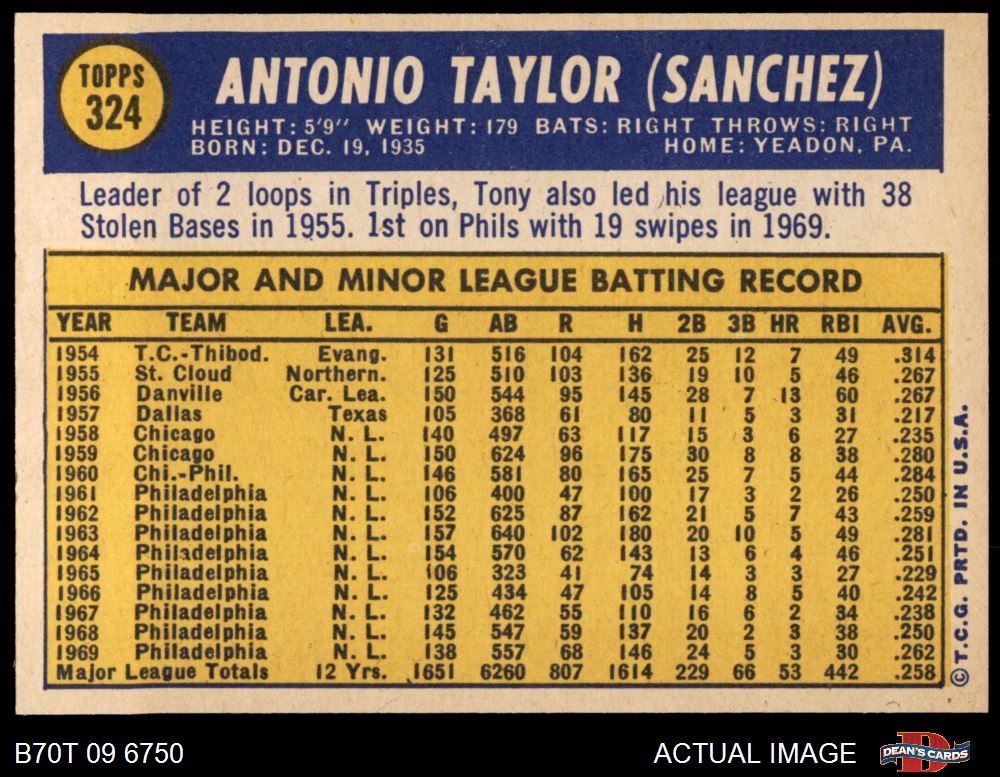 TOPPS
324
ANTONIO TAYLOR (SANCHEZ)
HEIGHT: 5'9" WEIGHT: 179 BATS: RIGHT THROWS: RIGHT
BORN: DEC. 19, 1935 HOME: YEADON, PA.
Leader of 2 loops in Triples, Tony also led his league with 38
Stolen Bases in 1955. 1st on Phils with 19 swipes in 1969.
MAJOR AND MINOR LEAGUE BATTING RECORD
YEAR TEAM LEA. G AB R H 2B 3B HR RBI AVG.
1954 T.C.-Thibod. Evang. 131 516 104 162 25 12 7 49 .314
1955 St. Cloud Northern. 125 510 103 136 19 10 5 46 .267
1956 Danville Car. Lea. 150 544 95 145 28 7 13 60 .267
1957 Dallas Texas 105 368 61 80 11 5 3 31 .217
1958 Chicago N. L. 140 497 63 117 15 3 6 27 .235
1959 Chicago N. L. 150 624 96 175 30 8 8 38 .280
1960 Chi.-Phil. N. L. 146 581 80 165 25 7 5 44 .284
1961 Philadelphia N. L. 106 400 47 100 17 3 2 26 .250
1962 Philadelphia N. L. 152 625 87 162 21 5 7 43 .259
1963 Philadelphia N. L. 157 640 102 180 20 10 5 49 .281
1964 Philadelphia N. L. 154 570 62 143 13 6 4 46 .251
1965 Philadelphia N. L. 106 323 41 74 14 3 3 27 .229
1966 Philadelphia N. L. 125 434 47 105 14 8 5 40 .242
1967 Philadelphia N. L. 132 462 55 110 16 6 2 34 .238
1968 Philadelphia N. L. 145 547 59 137 20 2 3 38 .250
1969 Philadelphia N. L. 138 557 68 146 24 5 3 30 .262
Major League Totals 12 Yrs. 1651 6260 807 1614 229 66 53 442 .258
© T.C.G. PRTD. IN U.S.A.
B70T 09 6750 ACTUAL IMAGE
D DEAN'S CARDS